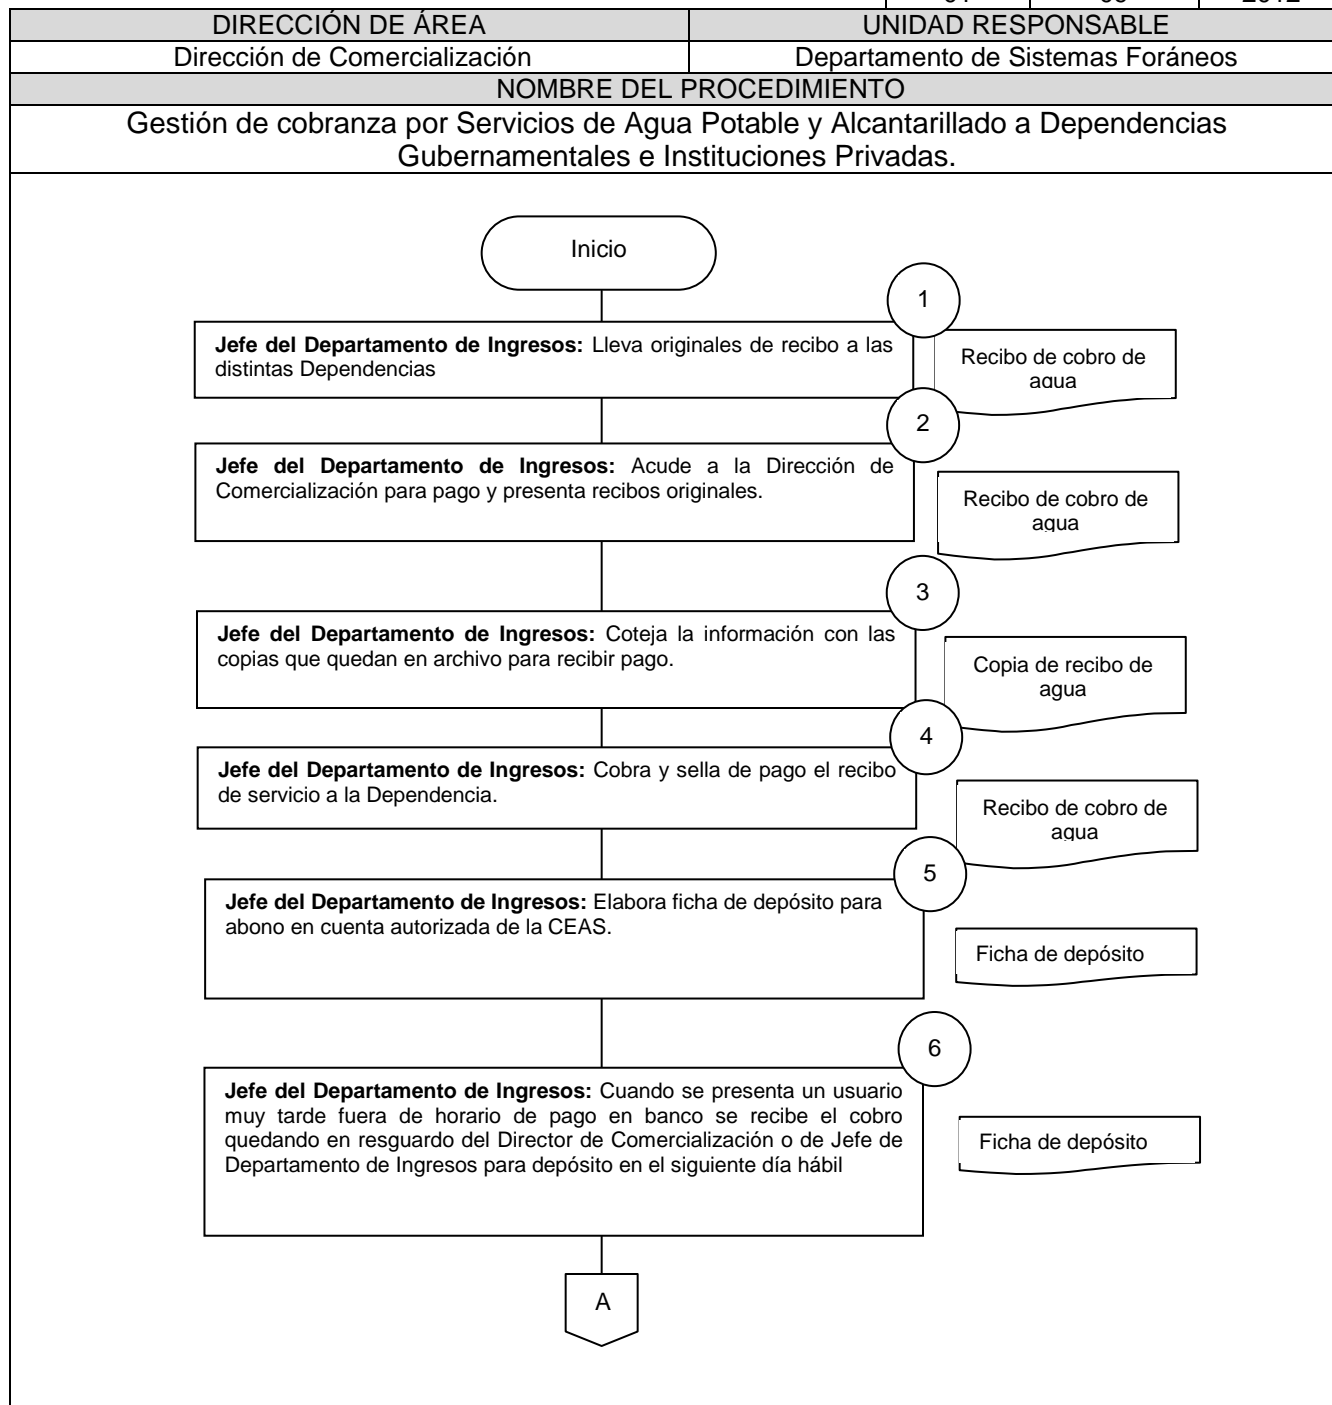 DIRECCIÓN DE ÁREA
UNIDAD RESPONSABLE
Dirección de Comercialización
Departamento de Sistemas Foráneos
NOMBRE DEL PROCEDIMIENTO
Gestión de cobranza por Servicios de Agua Potable y Alcantarillado a Dependencias
Gubernamentales e Instituciones Privadas.
Inicio
1
Jefe del Departamento de Ingresos: Lleva originales de recibo a las
distintas Dependencias
Recibo de cobro de
agua
2
Jefe del Departamento de Ingresos: Acude a la Dirección de
Comercialización para pago y presenta recibos originales.
Recibo de cobro de
agua
3
Jefe del Departamento de Ingresos: Coteja la información con las
copias que quedan en archivo para recibir pago.
Copia de recibo de
agua
4
Jefe del Departamento de Ingresos: Cobra y sella de pago el recibo
de servicio a la Dependencia.
Recibo de cobro de
agua
5
Jefe del Departamento de Ingresos: Elabora ficha de depósito para
abono en cuenta autorizada de la CEAS.
Ficha de depósito
6
Jefe del Departamento de Ingresos: Cuando se presenta un usuario
muy tarde fuera de horario de pago en banco se recibe el cobro
quedando en resguardo del Director de Comercialización o de Jefe de
Departamento de Ingresos para depósito en el siguiente día hábil
Ficha de depósito
A